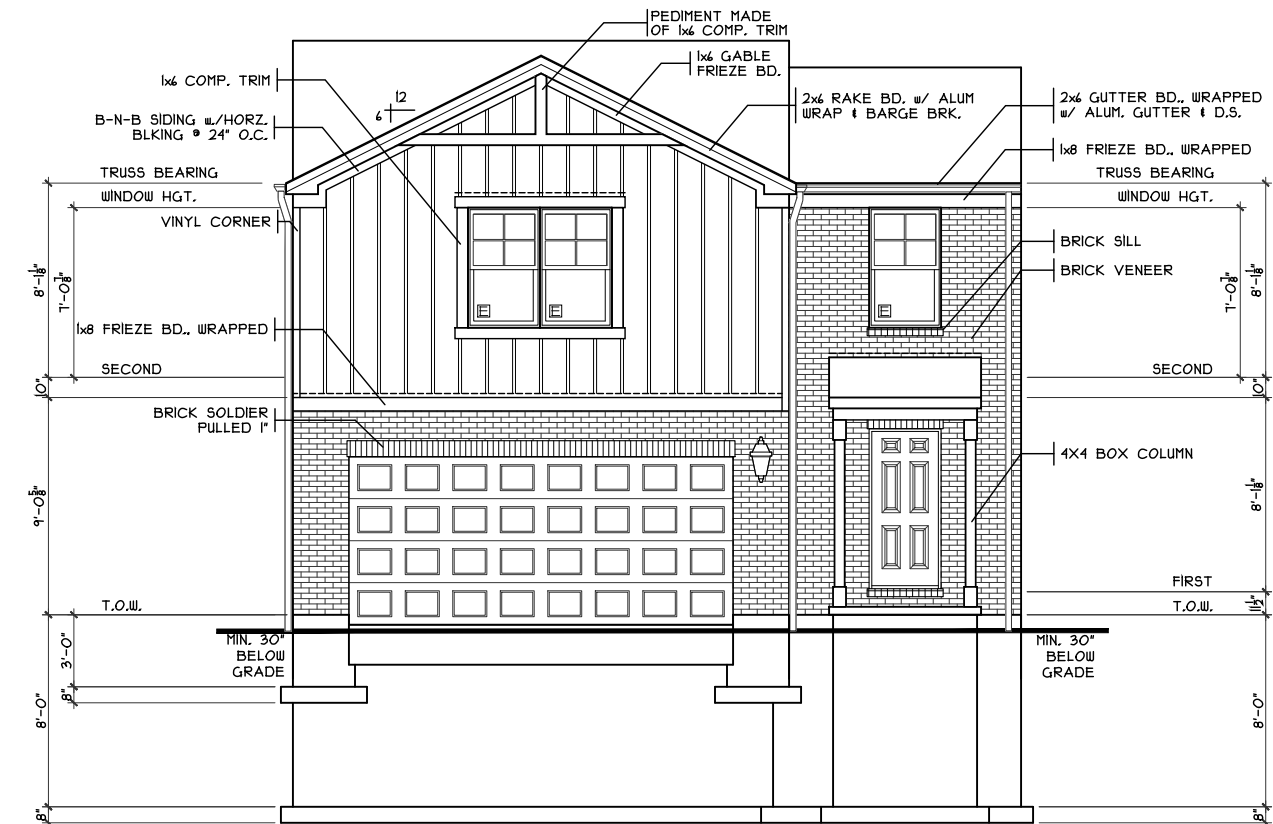 PEDIMENT MADE
OF 1x6 COMP. TRIM
1x6 GABLE
FRIEZE BD.
1x6 COMP. TRIM
12
6
B-N-B SIDING w/HORZ.
BLKING @ 24" O.C.
2x6 RAKE BD. w/ ALUM
WRAP & BARGE BRK.
2x6 GUTTER BD., WRAPPED
w/ ALUM. GUTTER & D.S.
1x8 FRIEZE BD., WRAPPED
TRUSS BEARING
TRUSS BEARING
WINDOW HGT.
WINDOW HGT.
VINYL CORNER
BRICK SILL
BRICK VENEER
8'-1 1/8"
7'-0 7/8"
7'-0 7/8"
8'-1 1/8"
E
E
E
1x8 FRIEZE BD., WRAPPED
SECOND
SECOND
10"
10"
BRICK SOLDIER
PULLED 1"
4X4 BOX COLUMN
9'-0 5/8"
8'-1 1/8"
FIRST
T.O.W.
T.O.W.
11 1/2"
MIN. 30"
BELOW
GRADE
MIN. 30"
BELOW
GRADE
3'-0"
8"
8'-0"
8'-0"
8"
8"